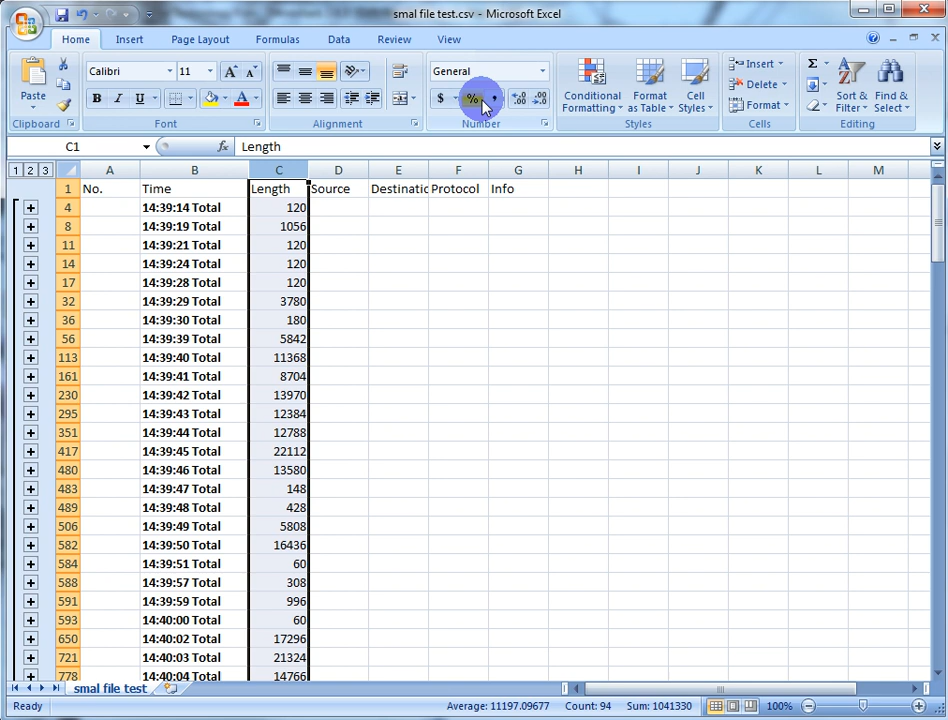 smal file test.csv - Microsoft Excel
Home Insert Page Layout Formulas Data Review View
Calibri 11 A A General Insert Σ
Paste Delete
B I U A $ % , Conditional Formatting Format as Table Cell Styles Format Sort & Filter Find & Select
Clipboard Font Alignment Number Styles Cells Editing
C1 fx Length
1 2 3 A B C D E F G H I J K L M
1 No. Time Length Source Destinatic Protocol Info
4 14:39:14 Total 120
8 14:39:19 Total 1056
11 14:39:21 Total 120
14 14:39:24 Total 120
17 14:39:28 Total 120
32 14:39:29 Total 3780
36 14:39:30 Total 180
56 14:39:39 Total 5842
113 14:39:40 Total 11368
161 14:39:41 Total 8704
230 14:39:42 Total 13970
295 14:39:43 Total 12384
351 14:39:44 Total 12788
417 14:39:45 Total 22112
480 14:39:46 Total 13580
483 14:39:47 Total 148
489 14:39:48 Total 428
506 14:39:49 Total 5808
582 14:39:50 Total 16436
584 14:39:51 Total 60
588 14:39:57 Total 308
591 14:39:59 Total 996
593 14:40:00 Total 60
650 14:40:02 Total 17296
721 14:40:03 Total 21324
778 14:40:04 Total 14766
smal file test
Ready Average: 11197.09677 Count: 94 Sum: 1041330 100%